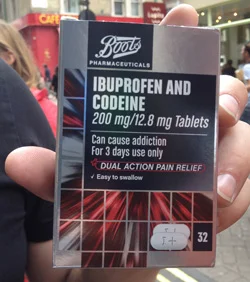 CAFE
Boots
PHARMACEUTICALS
IBUPROFEN AND
CODEINE
200 mg/12.8 mg Tablets
Can cause addiction
For 3 days use only
DUAL ACTION PAIN RELIEF
✓ Easy to swallow
32